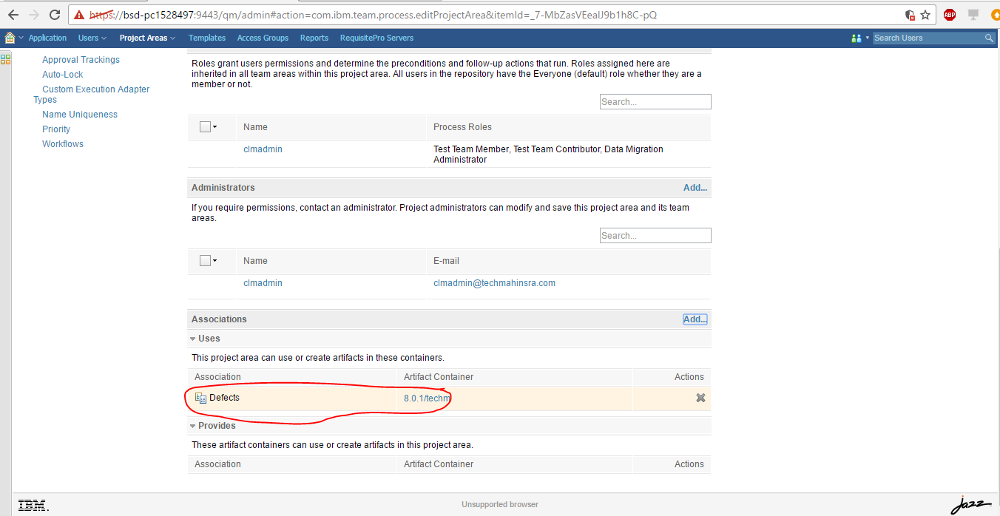 https://bsd-pc1528497:9443/qm/admin#action=com.ibm.team.process.editProjectArea&itemId=_7-MbZasVEeaIJ9b1h8C-pQ
ABP
Application Users Project Areas Templates Access Groups Reports RequisitePro Servers Search Users
Approval Trackings
Auto-Lock
Custom Execution Adapter
Types
Name Uniqueness
Priority
Workflows
Roles grant users permissions and determine the preconditions and follow-up actions that run. Roles assigned here are
inherited in all team areas within this project area. All users in the repository have the Everyone (default) role whether they are a
member or not.
Search...
Name Process Roles
clmadmin Test Team Member, Test Team Contributor, Data Migration
Administrator
Administrators Add...
If you require permissions, contact an administrator. Project administrators can modify and save this project area and its team
areas.
Search...
Name E-mail
clmadmin clmadmin@techmahinsra.com
Associations Add...
Uses
This project area can use or create artifacts in these containers.
Association Artifact Container Actions
Defects 8.0.1/techm
Provides
These artifact containers can use or create artifacts in this project area.
Association Artifact Container Actions
IBM. Unsupported browser Jazz